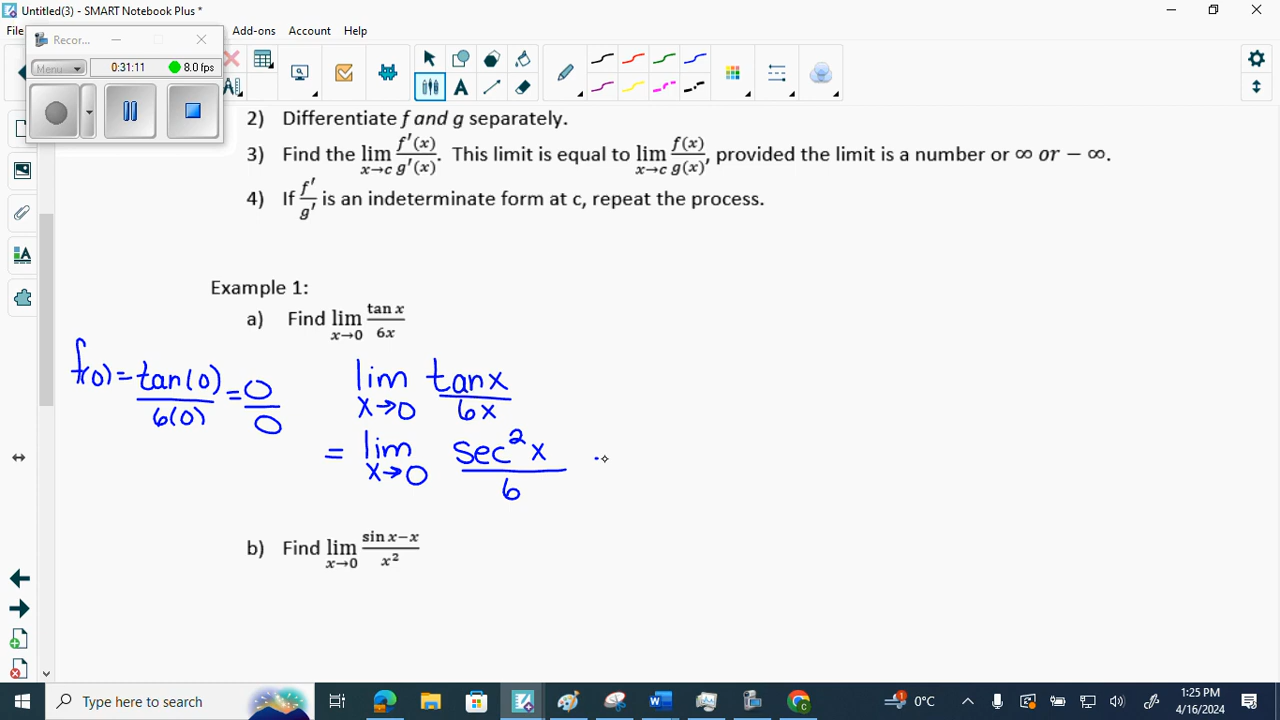 Untitled(3) - SMART Notebook Plus *
File Add-ons Account Help
Recor...
Menu 0:31:11 8.0 fps
2) Differentiate f and g separately.
3) Find the lim x→c f'(x)/g'(x). This limit is equal to lim x→c f(x)/g(x), provided the limit is a number or ∞ or − ∞.
4) If f'/g' is an indeterminate form at c, repeat the process.
Example 1:
a) Find lim x→0 tan x/6x
f(0) = tan(0)/6(0) = 0/0
lim x→0 tanx/6x
= lim x→0 sec²x/6
b) Find lim x→0 sin x−x/x²
Type here to search
0°C
1:25 PM
4/16/2024